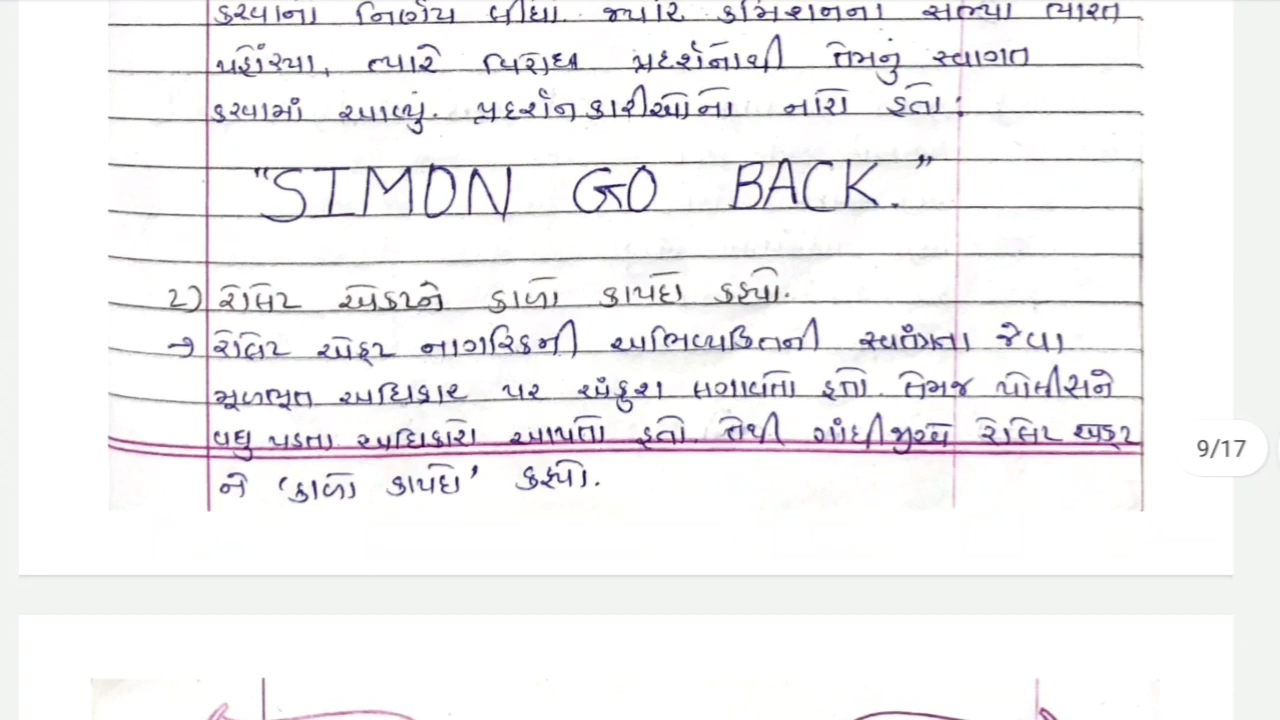 કરવાનો નિર્ણય લીધો. જ્યારે કમિશનના સભ્યો ભારત
પહોંચ્યા, ત્યારે વિરોધ પ્રદર્શનોથી તેમનું સ્વાગત
કરવામાં આવ્યું. પ્રદર્શનકારીઓનો નારો હતો:
"SIMON GO BACK."
2) રોલેટ એક્ટને કાળો કાયદો કહ્યો.
→ રોલેટ એક્ટ નાગરિકની અભિવ્યક્તિની સ્વતંત્રતા જેવા
મૂળભૂત અધિકાર પર અંકુશ લગાવતો હતો. તેમજ પોલીસને
વધુ પડતા અધિકારો આપતો હતો. તેથી ગાંધીજીએ રોલેટ એક્ટ
ને 'કાળો કાયદો' કહ્યો.
9/17